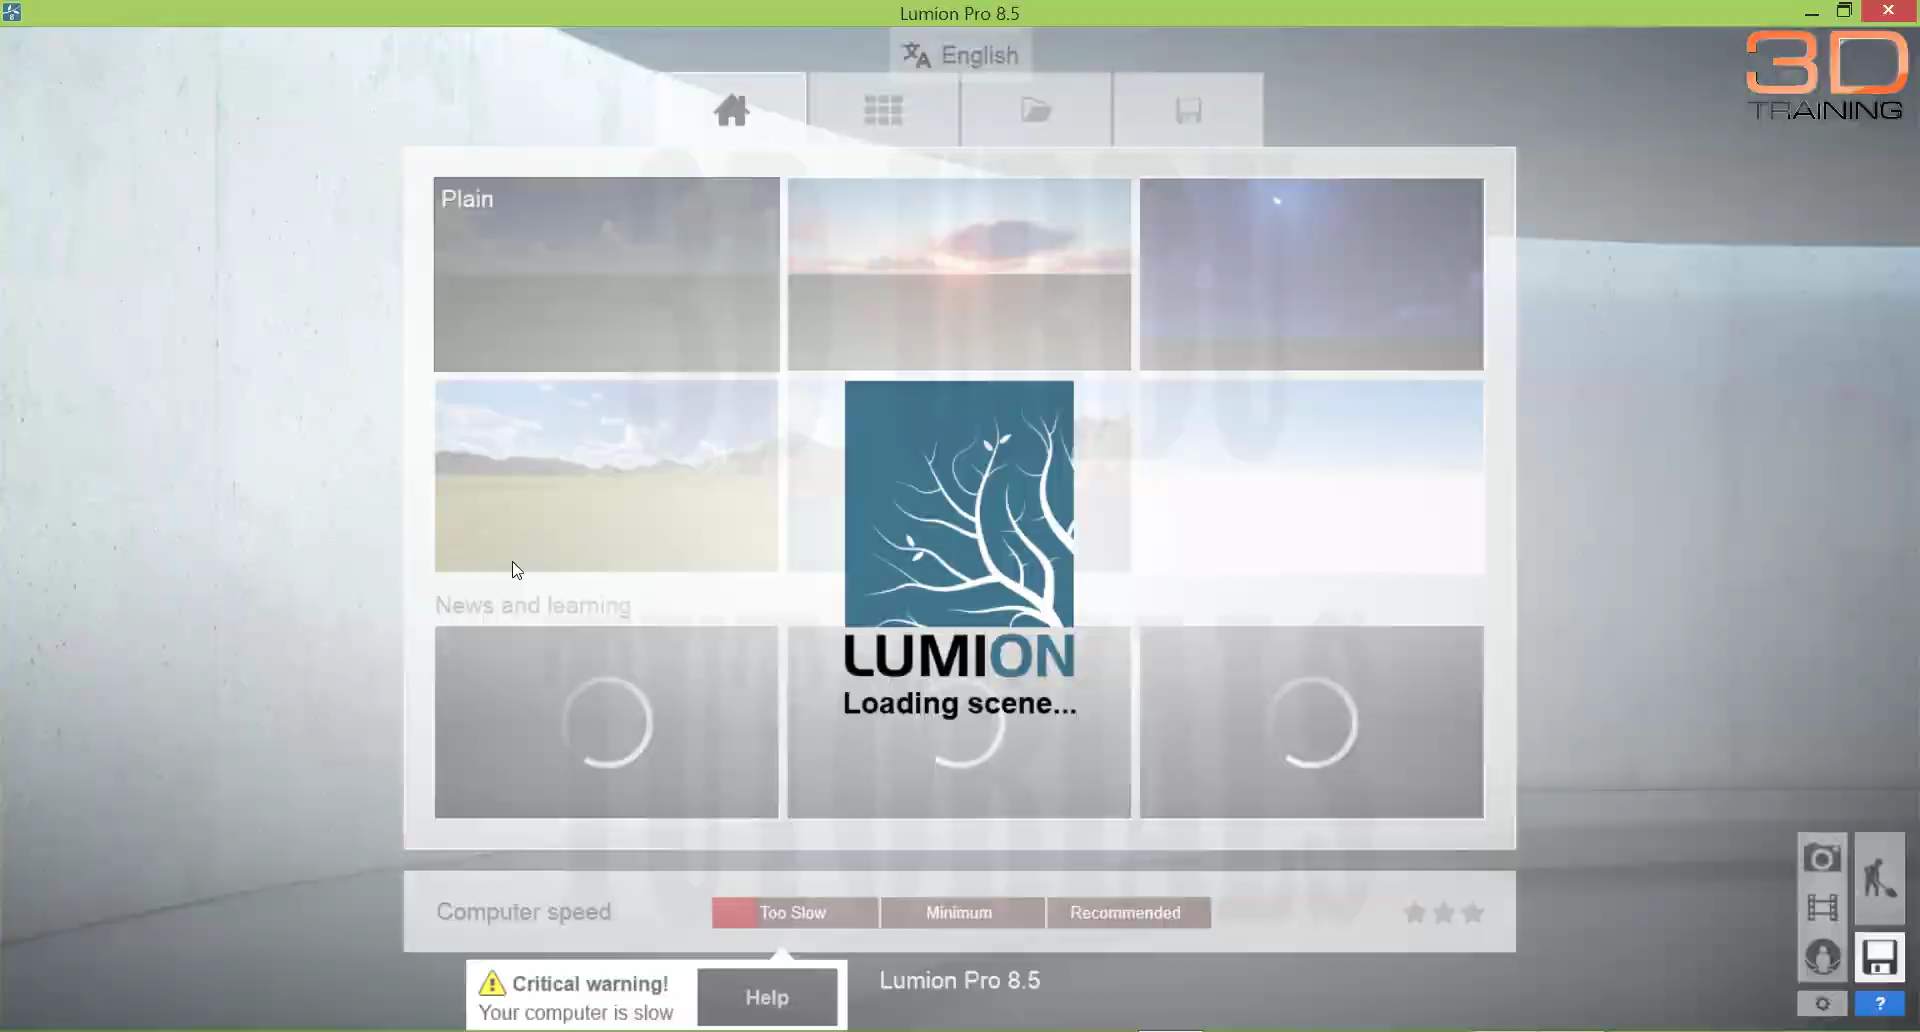 Lumion Pro 8.5
English
3D
TRAINING
Plain
News and learning
LUMION
Loading scene...
Computer speed
Too Slow
Minimum
Recommended
Critical warning!
Your computer is slow
Help
Lumion Pro 8.5
?